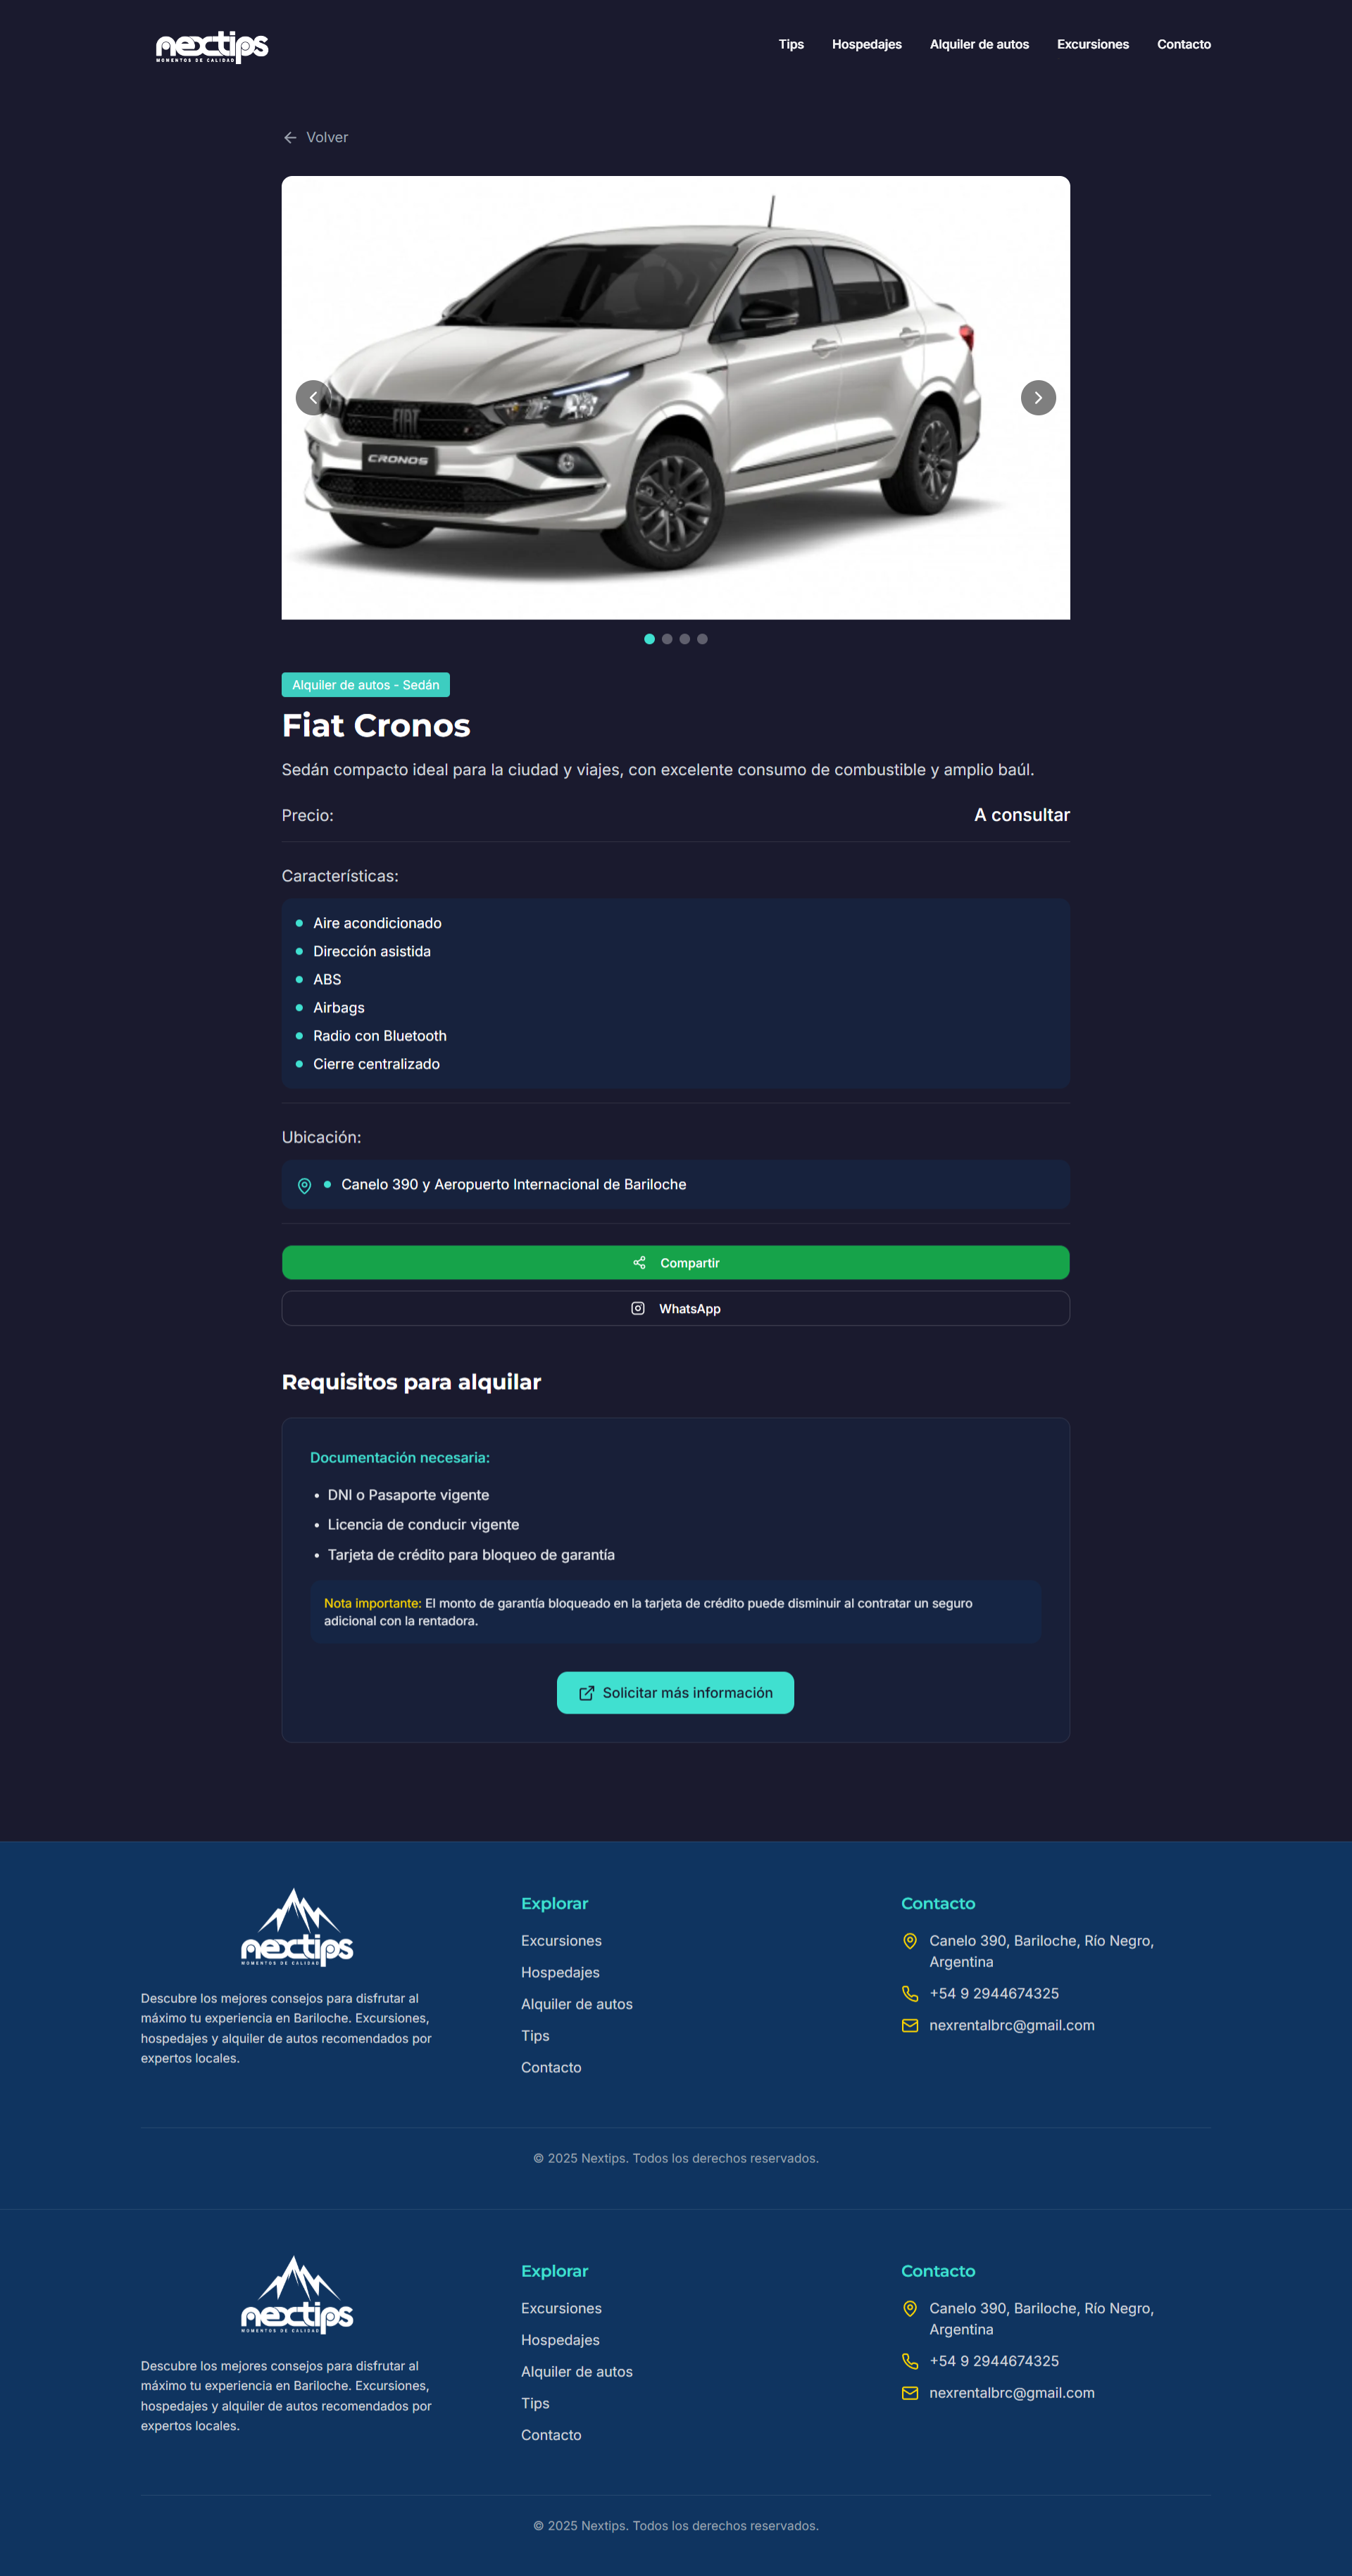 nextips
MOMENTOS DE CALIDAD
Tips
Hospedajes
Alquiler de autos
Excursiones
Contacto
Volver
FIAT
CRONOS
Alquiler de autos - Sedán
Fiat Cronos
Sedán compacto ideal para la ciudad y viajes, con excelente consumo de combustible y amplio baúl.
Precio:
A consultar
Características:
Aire acondicionado
Dirección asistida
ABS
Airbags
Radio con Bluetooth
Cierre centralizado
Ubicación:
Canelo 390 y Aeropuerto Internacional de Bariloche
Compartir
WhatsApp
Requisitos para alquilar
Documentación necesaria:
• DNI o Pasaporte vigente
• Licencia de conducir vigente
• Tarjeta de crédito para bloqueo de garantía
Nota importante: El monto de garantía bloqueado en la tarjeta de crédito puede disminuir al contratar un seguro
adicional con la rentadora.
Solicitar más información
nextips
MOMENTOS DE CALIDAD
Descubre los mejores consejos para disfrutar al
máximo tu experiencia en Bariloche. Excursiones,
hospedajes y alquiler de autos recomendados por
expertos locales.
Explorar
Excursiones
Hospedajes
Alquiler de autos
Tips
Contacto
Contacto
Canelo 390, Bariloche, Río Negro,
Argentina
+54 9 2944674325
nexrentalbrc@gmail.com
© 2025 Nextips. Todos los derechos reservados.
nextips
MOMENTOS DE CALIDAD
Descubre los mejores consejos para disfrutar al
máximo tu experiencia en Bariloche. Excursiones,
hospedajes y alquiler de autos recomendados por
expertos locales.
Explorar
Excursiones
Hospedajes
Alquiler de autos
Tips
Contacto
Contacto
Canelo 390, Bariloche, Río Negro,
Argentina
+54 9 2944674325
nexrentalbrc@gmail.com
© 2025 Nextips. Todos los derechos reservados.